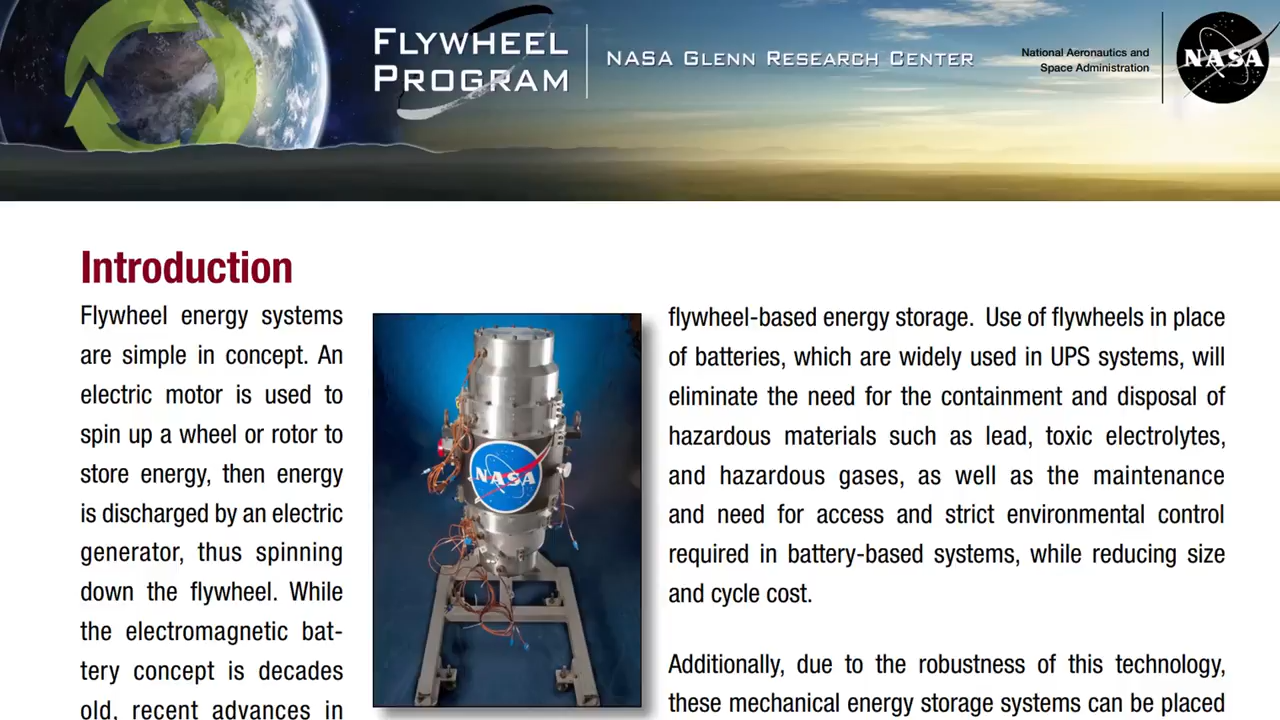 FLYWHEEL
PROGRAM
NASA GLENN RESEARCH CENTER
National Aeronautics and
Space Administration
NASA
Introduction
Flywheel energy systems
are simple in concept. An
electric motor is used to
spin up a wheel or rotor to
store energy, then energy
is discharged by an electric
generator, thus spinning
down the flywheel. While
the electromagnetic bat-
tery concept is decades
old, recent advances in
NASA
flywheel-based energy storage. Use of flywheels in place
of batteries, which are widely used in UPS systems, will
eliminate the need for the containment and disposal of
hazardous materials such as lead, toxic electrolytes,
and hazardous gases, as well as the maintenance
and need for access and strict environmental control
required in battery-based systems, while reducing size
and cycle cost.
Additionally, due to the robustness of this technology,
these mechanical energy storage systems can be placed